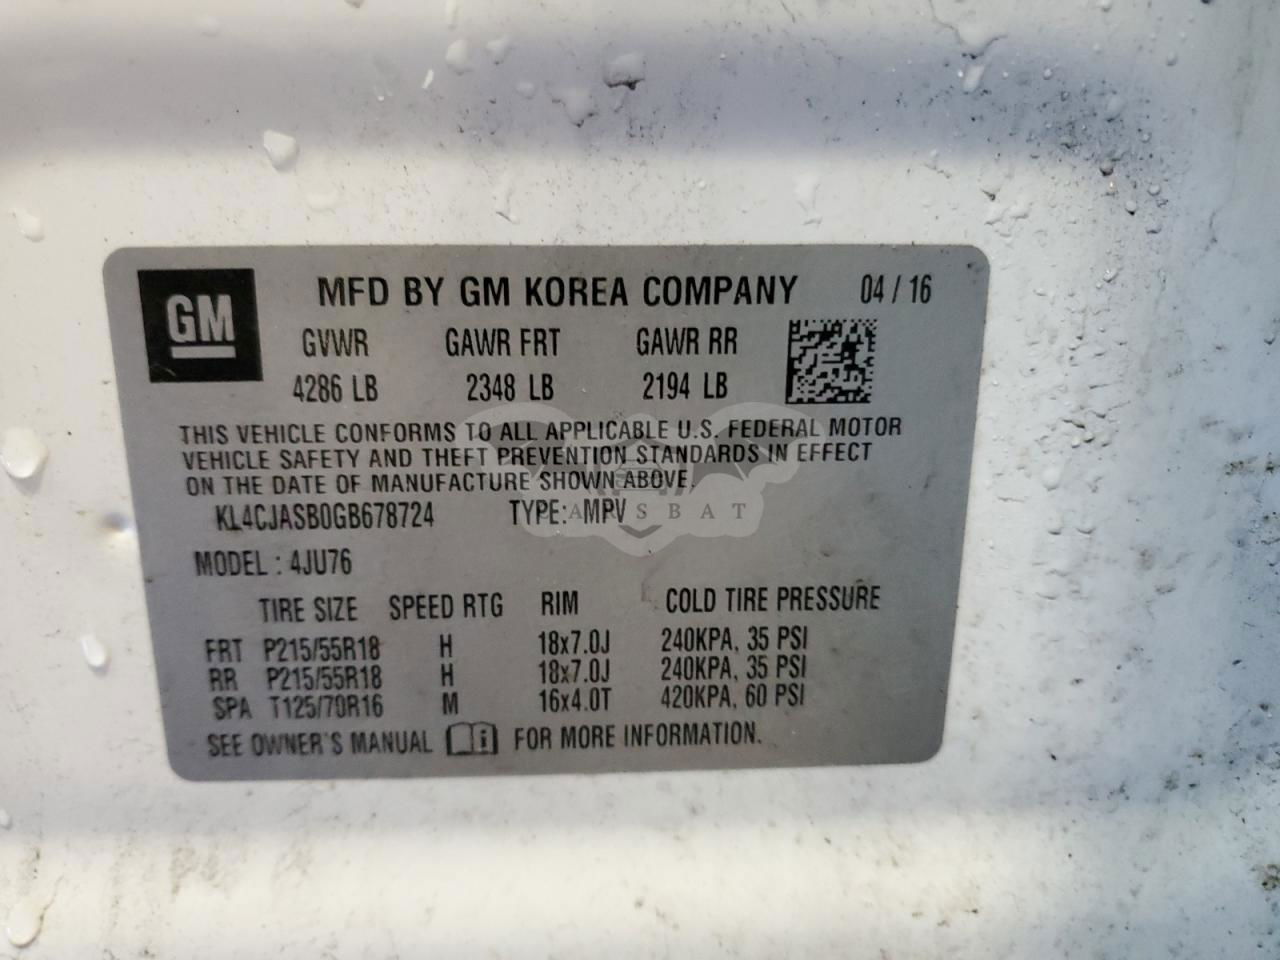 GM
MFD BY GM KOREA COMPANY 04 / 16
GVWR GAWR FRT GAWR RR
4286 LB 2348 LB 2194 LB
THIS VEHICLE CONFORMS TO ALL APPLICABLE U.S. FEDERAL MOTOR
VEHICLE SAFETY AND THEFT PREVENTION STANDARDS IN EFFECT
ON THE DATE OF MANUFACTURE SHOWN ABOVE.
KL4CJASB0GB678724 TYPE: MPV
MODEL : 4JU76
TIRE SIZE SPEED RTG RIM COLD TIRE PRESSURE
FRT P215/55R18 H 18x7.0J 240KPA, 35 PSI
RR P215/55R18 H 18x7.0J 240KPA, 35 PSI
SPA T125/70R16 M 16x4.0T 420KPA, 60 PSI
SEE OWNER'S MANUAL i FOR MORE INFORMATION.